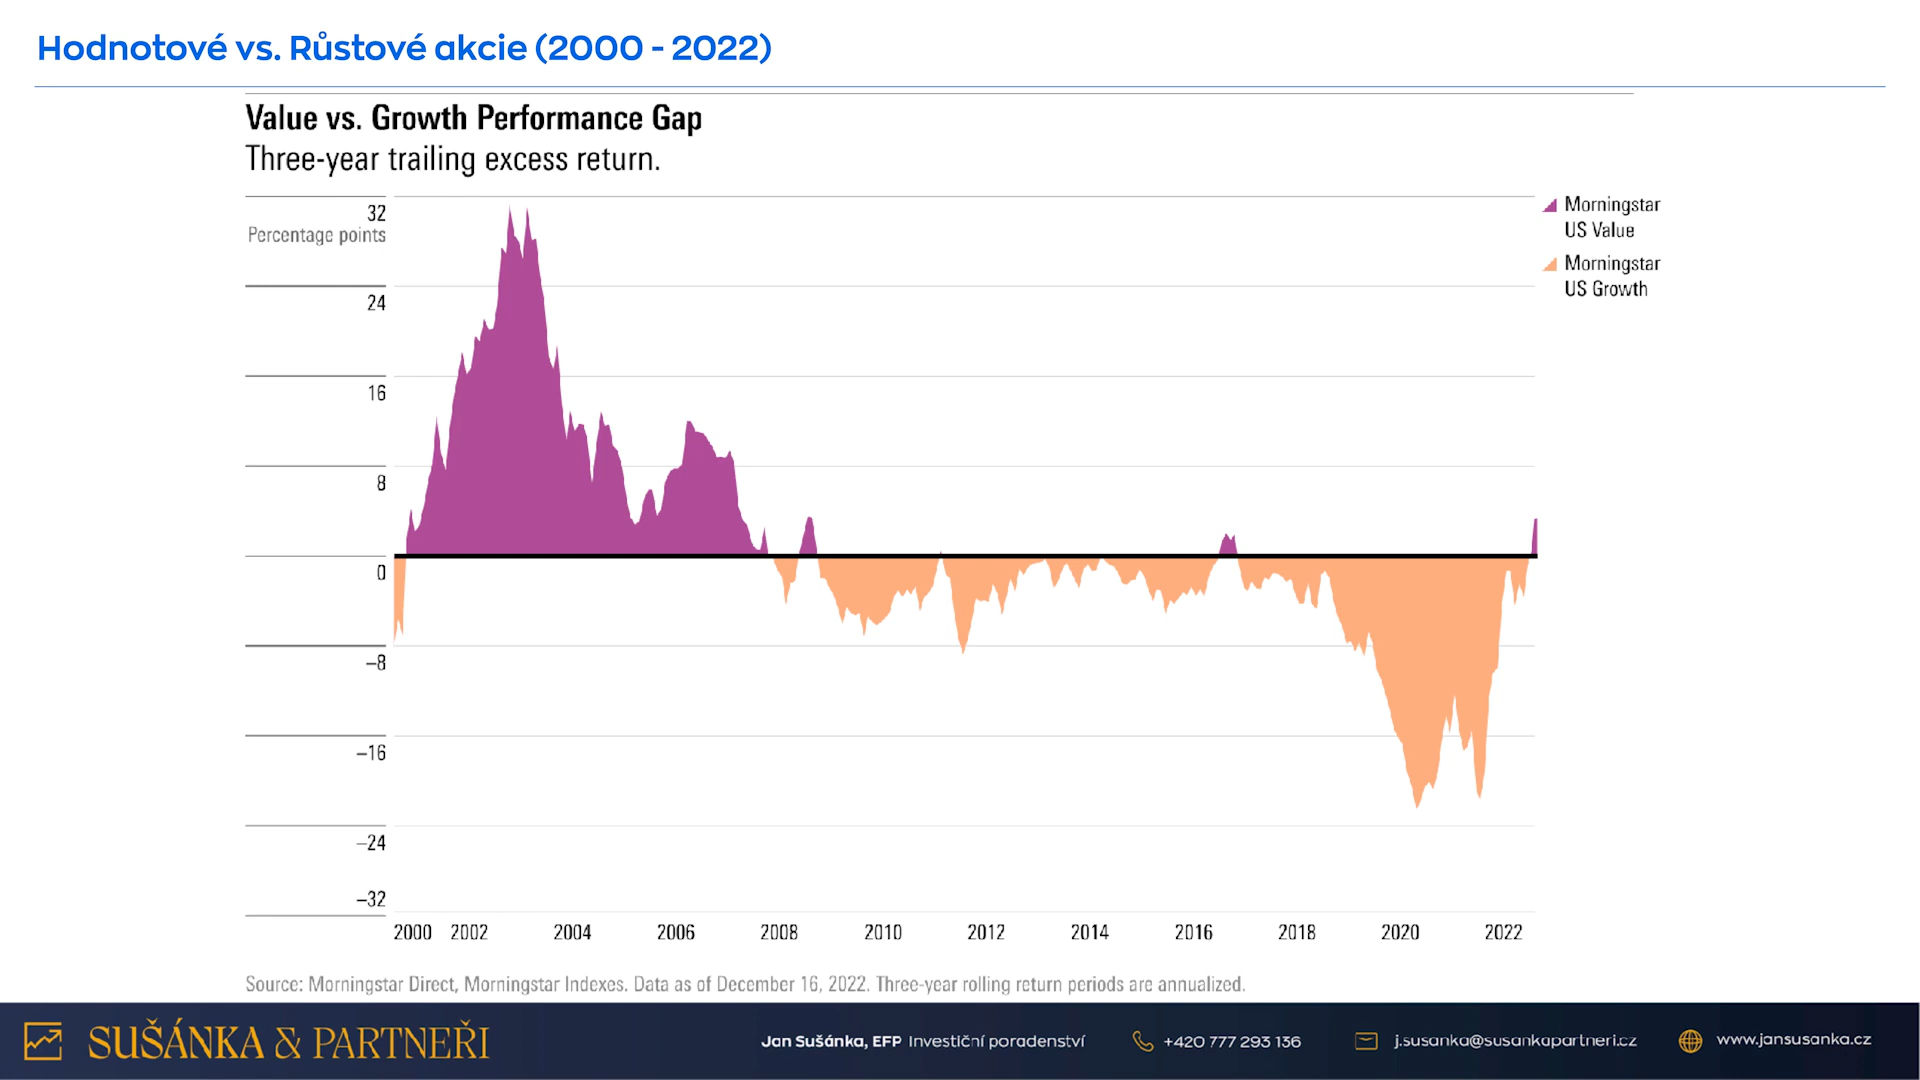 Hodnotové vs. Růstové akcie (2000 - 2022)
Value vs. Growth Performance Gap
Three-year trailing excess return.
32
Percentage points
24
16
8
0
–8
–16
–24
–32
Morningstar
US Value
Morningstar
US Growth
2000 2002 2004 2006 2008 2010 2012 2014 2016 2018 2020 2022
Source: Morningstar Direct, Morningstar Indexes. Data as of December 16, 2022. Three-year rolling return periods are annualized.
SUŠÁNKA & PARTNEŘI
Jan Sušánka, EFP Investiční poradenství
+420 777 293 136
j.susanka@susankapartneri.cz
www.jansusanka.cz